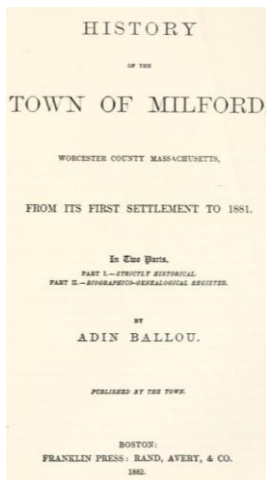 HISTORY
OF THE
TOWN OF MILFORD,
WORCESTER COUNTY MASSACHUSETTS,
FROM ITS FIRST SETTLEMENT TO 1881.
In Two Parts.
PART I.—STRICTLY HISTORICAL.
PART II.—BIOGRAPHICO-GENEALOGICAL REGISTER.
BY
ADIN BALLOU.
PUBLISHED BY THE TOWN.
BOSTON:
FRANKLIN PRESS: RAND, AVERY, & CO.
1882.